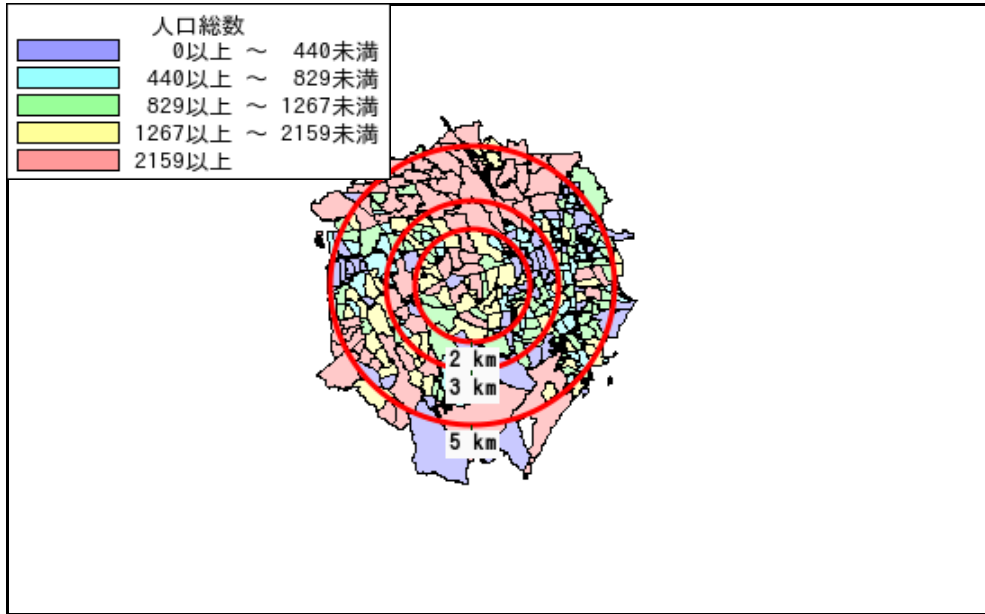 人口総数
0以上 ～ 440未満
440以上 ～ 829未満
829以上 ～ 1267未満
1267以上 ～ 2159未満
2159以上
2 km
3 km
5 km